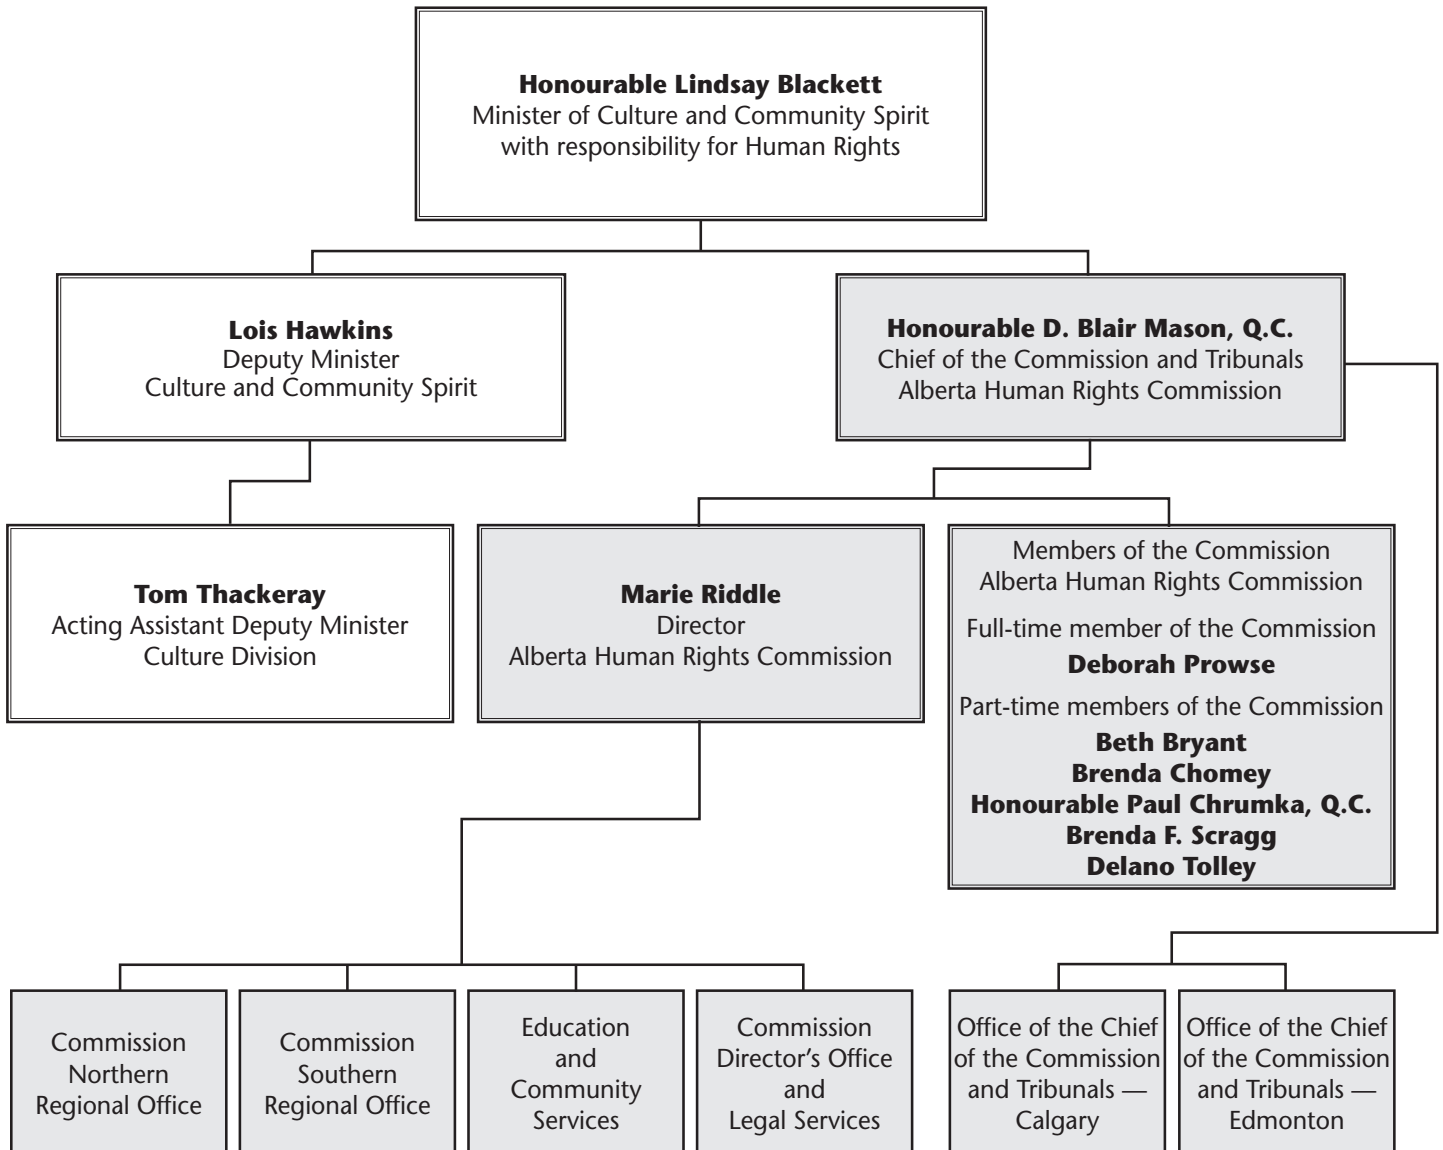 Honourable Lindsay Blackett
Minister of Culture and Community Spirit
with responsibility for Human Rights
Lois Hawkins
Deputy Minister
Culture and Community Spirit
Honourable D. Blair Mason, Q.C.
Chief of the Commission and Tribunals
Alberta Human Rights Commission
Tom Thackeray
Acting Assistant Deputy Minister
Culture Division
Marie Riddle
Director
Alberta Human Rights Commission
Members of the Commission
Alberta Human Rights Commission
Full-time member of the Commission
Deborah Prowse
Part-time members of the Commission
Beth Bryant
Brenda Chomey
Honourable Paul Chrumka, Q.C.
Brenda F. Scragg
Delano Tolley
Commission
Northern
Regional Office
Commission
Southern
Regional Office
Education
and
Community
Services
Commission
Director's Office
and
Legal Services
Office of the Chief
of the Commission
and Tribunals —
Calgary
Office of the Chief
of the Commission
and Tribunals —
Edmonton